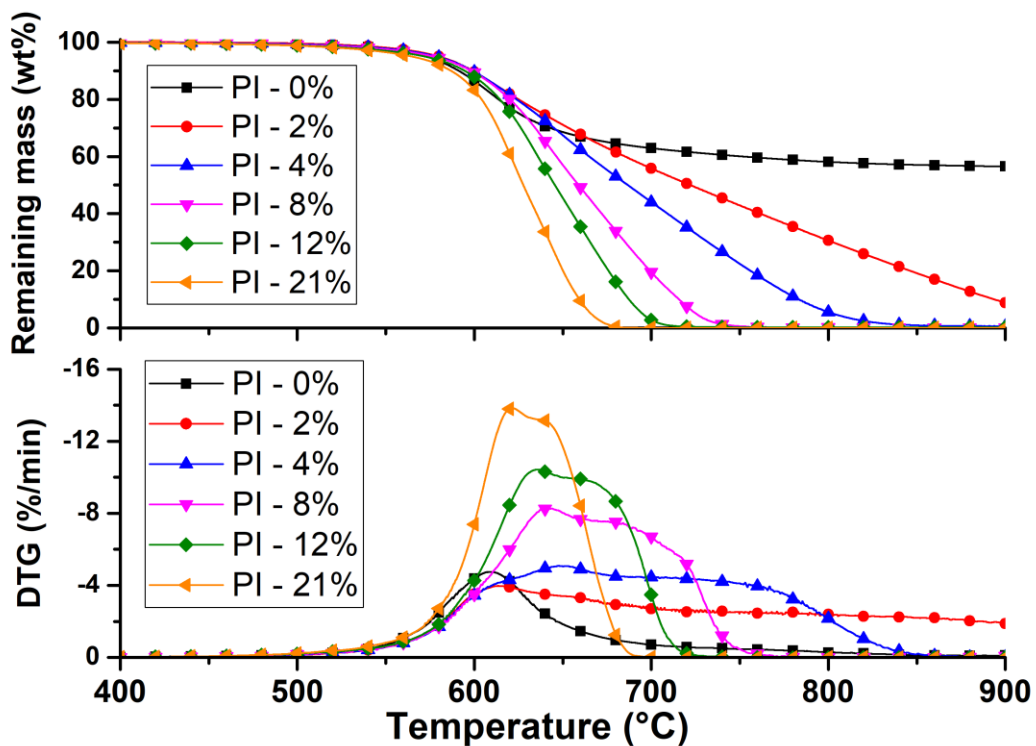 Remaining mass (wt%)
100
80
60
40
20
0
PI - 0%
PI - 2%
PI - 4%
PI - 8%
PI - 12%
PI - 21%
DTG (%/min)
-16
-12
-8
-4
0
PI - 0%
PI - 2%
PI - 4%
PI - 8%
PI - 12%
PI - 21%
400 500 600 700 800 900
Temperature (°C)